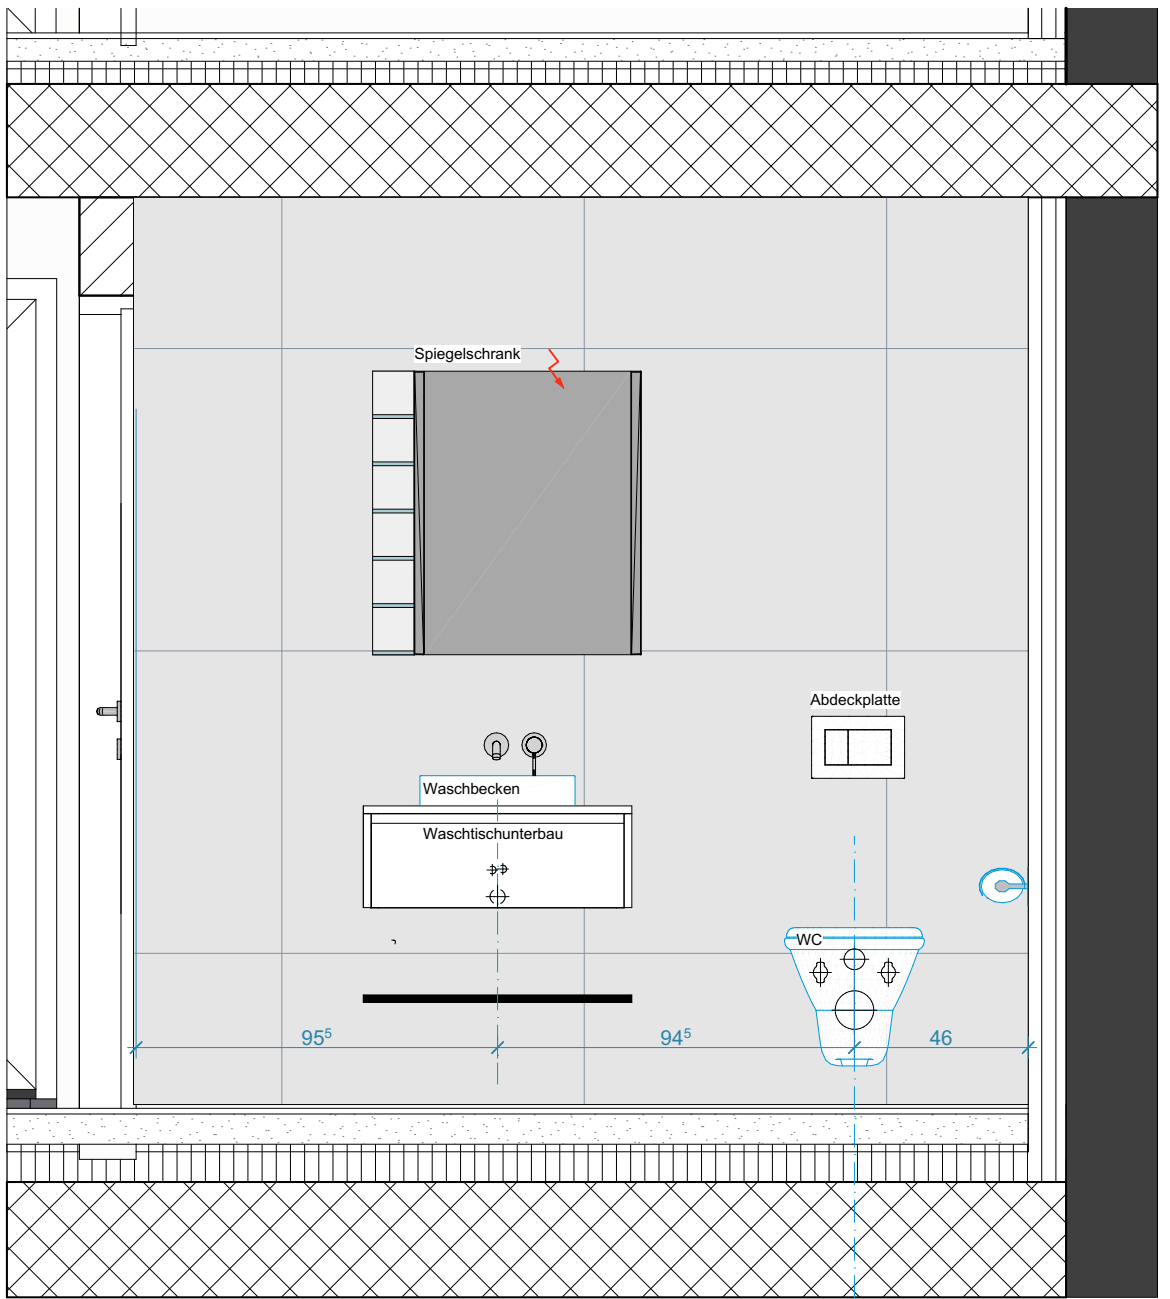 Spiegelschrank
Abdeckplatte
Waschbecken
Waschtischunterbau
WC
95⁵ 94⁵ 46